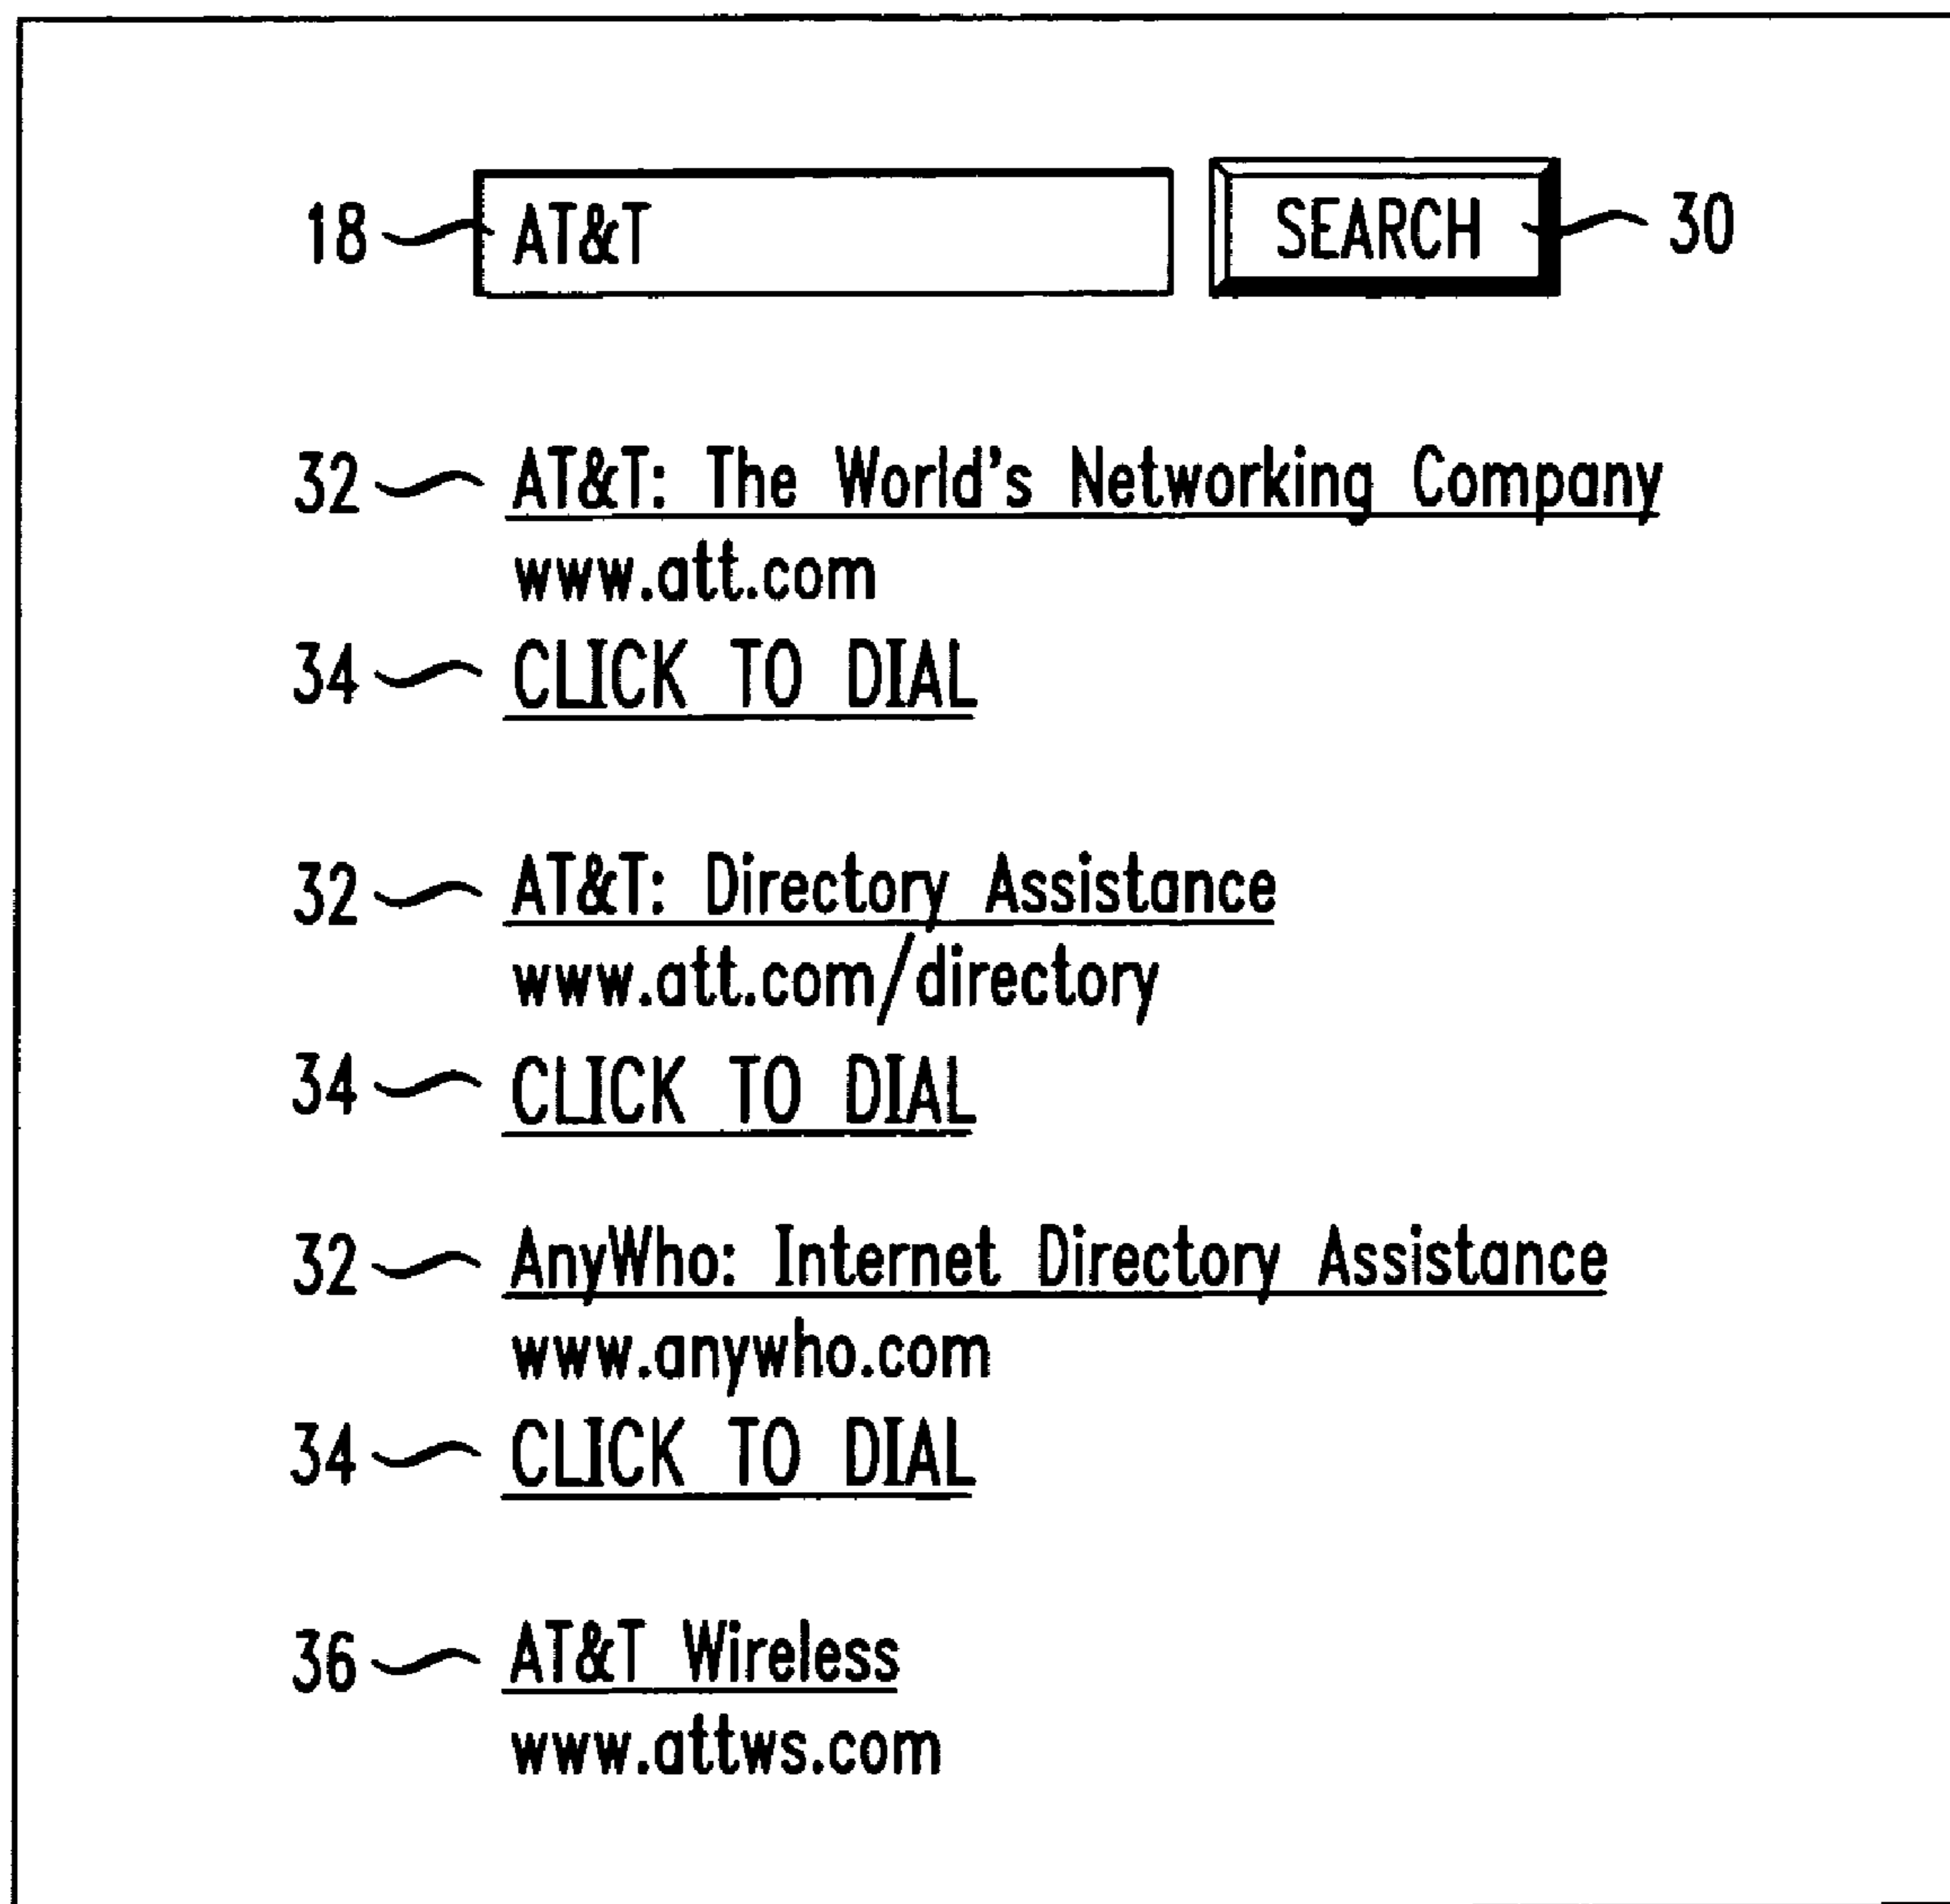 18 AT&T SEARCH 30
32 AT&T: The World's Networking Company
www.att.com
34 CLICK TO DIAL
32 AT&T: Directory Assistance
www.att.com/directory
34 CLICK TO DIAL
32 AnyWho: Internet Directory Assistance
www.anywho.com
34 CLICK TO DIAL
36 AT&T Wireless
www.attws.com